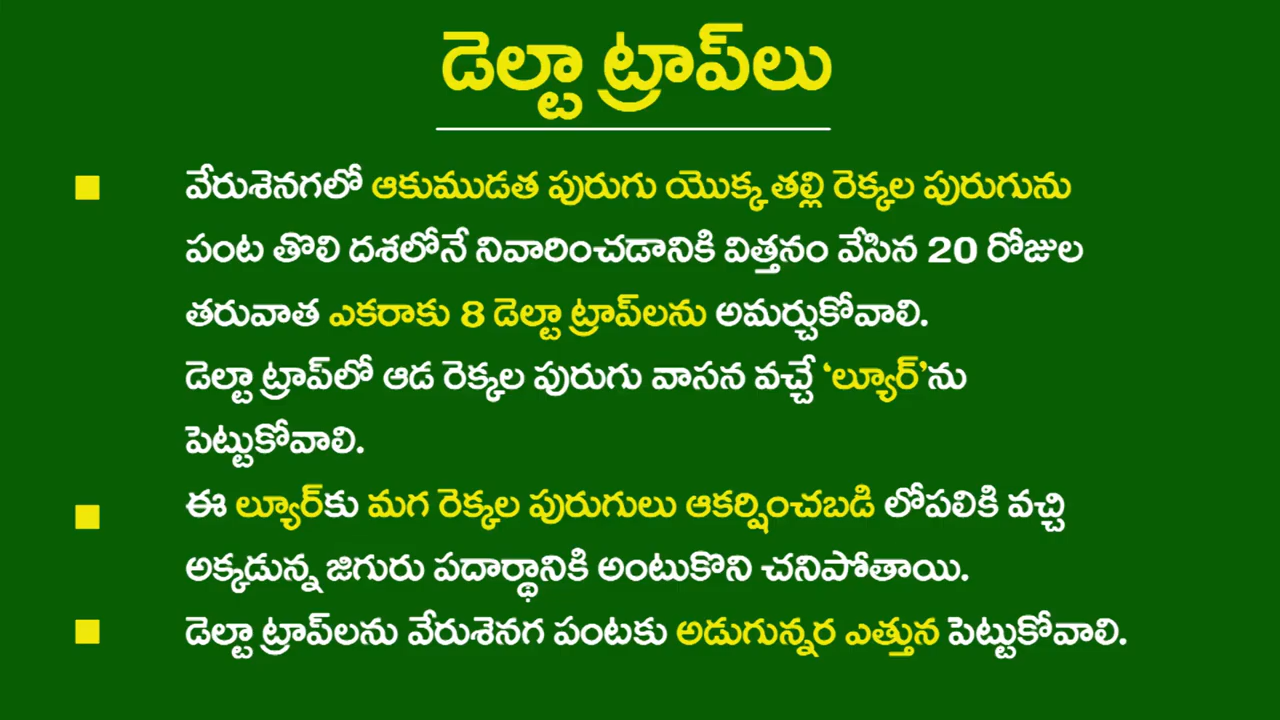 డెల్టా ట్రాప్‌లు
వేరుశెనగలో ఆకుముడత పురుగు యొక్క తల్లి రెక్కల పురుగును
పంట తొలి దశలోనే నివారించడానికి విత్తనం వేసిన 20 రోజుల
తరువాత ఎకరాకు 8 డెల్టా ట్రాప్‌లను అమర్చుకోవాలి.
డెల్టా ట్రాప్‌లో ఆడ రెక్కల పురుగు వాసన వచ్చే ‘ల్యూర్’ను
పెట్టుకోవాలి.
ఈ ల్యూర్‌కు మగ రెక్కల పురుగులు ఆకర్షించబడి లోపలికి వచ్చి
అక్కడున్న జిగురు పదార్థానికి అంటుకొని చనిపోతాయి.
డెల్టా ట్రాప్‌లను వేరుశెనగ పంటకు అడుగున్నర ఎత్తున పెట్టుకోవాలి.